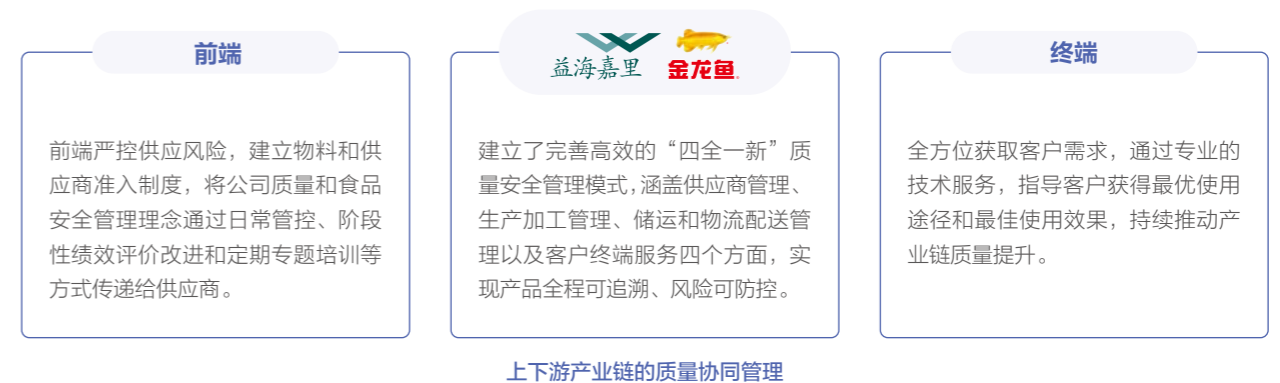 前端
前端严控供应风险，建立物料和供
应商准入制度，将公司质量和食品
安全管理理念通过日常管控、阶段
性绩效评价改进和定期专题培训等
方式传递给供应商。
益海嘉里 金龙鱼
建立了完善高效的“四全一新”质
量安全管理模式，涵盖供应商管理、
生产加工管理、储运和物流配送管
理以及客户终端服务四个方面，实
现产品全程可追溯、风险可防控。
终端
全方位获取客户需求，通过专业的
技术服务，指导客户获得最优使用
途径和最佳使用效果，持续推动产
业链质量提升。
上下游产业链的质量协同管理